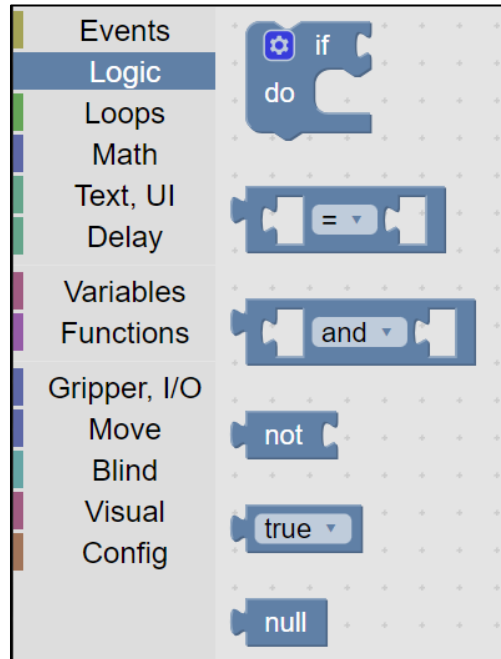 Events
Logic
Loops
Math
Text, UI
Delay
Variables
Functions
Gripper, I/O
Move
Blind
Visual
Config
if
do
=
and
not
true
null